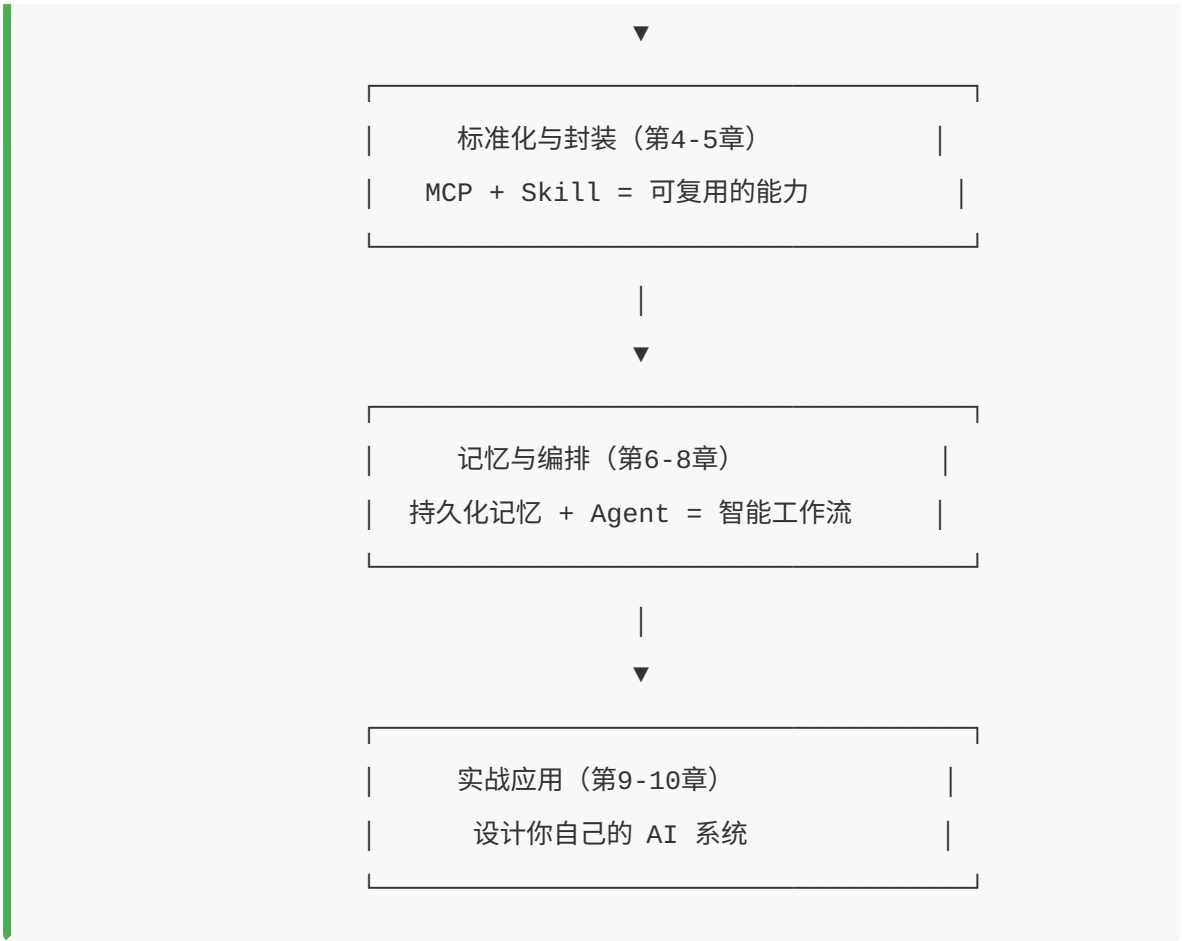 ▼
┌─────────────────────────────────────┐
│     标准化与封装（第4-5章）           │
│   MCP + Skill = 可复用的能力         │
└─────────────────────────────────────┘
│
▼
┌─────────────────────────────────────┐
│     记忆与编排（第6-8章）             │
│  持久化记忆 + Agent = 智能工作流     │
└─────────────────────────────────────┘
│
▼
┌─────────────────────────────────────┐
│     实战应用（第9-10章）              │
│      设计你自己的 AI 系统            │
└─────────────────────────────────────┘